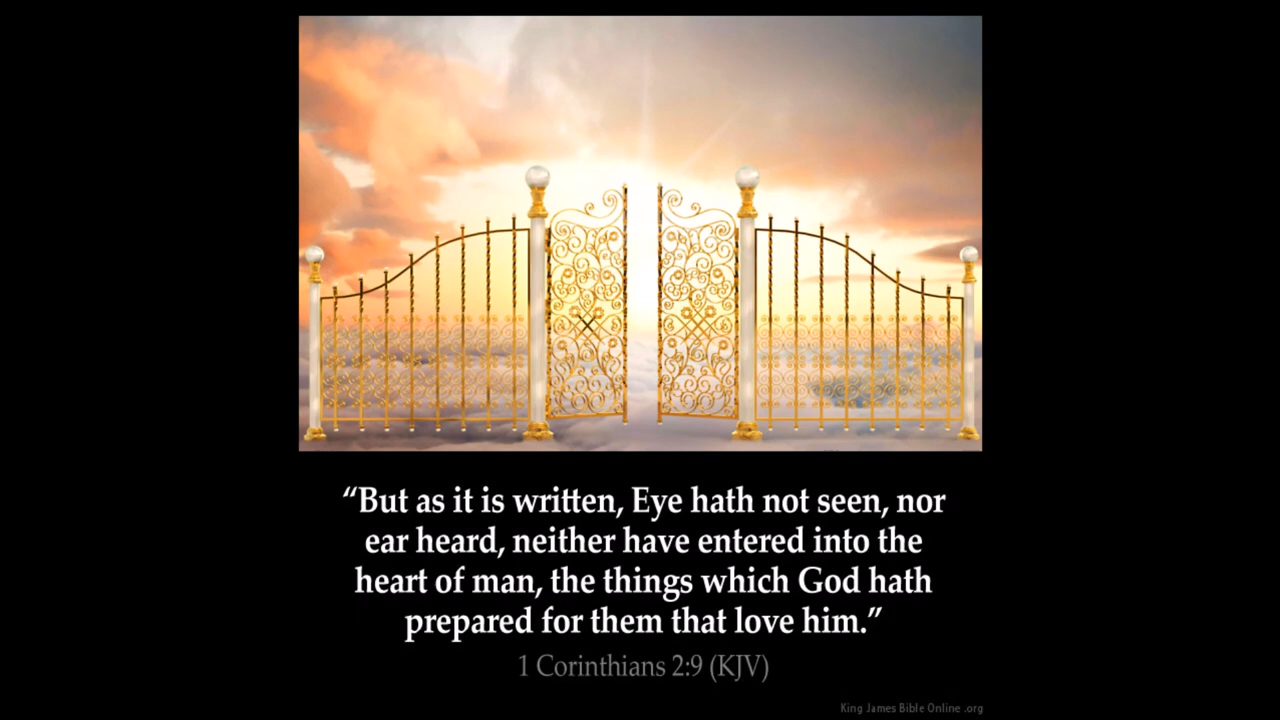 “But as it is written, Eye hath not seen, nor
ear heard, neither have entered into the
heart of man, the things which God hath
prepared for them that love him.”
1 Corinthians 2:9 (KJV)
King James Bible Online .org